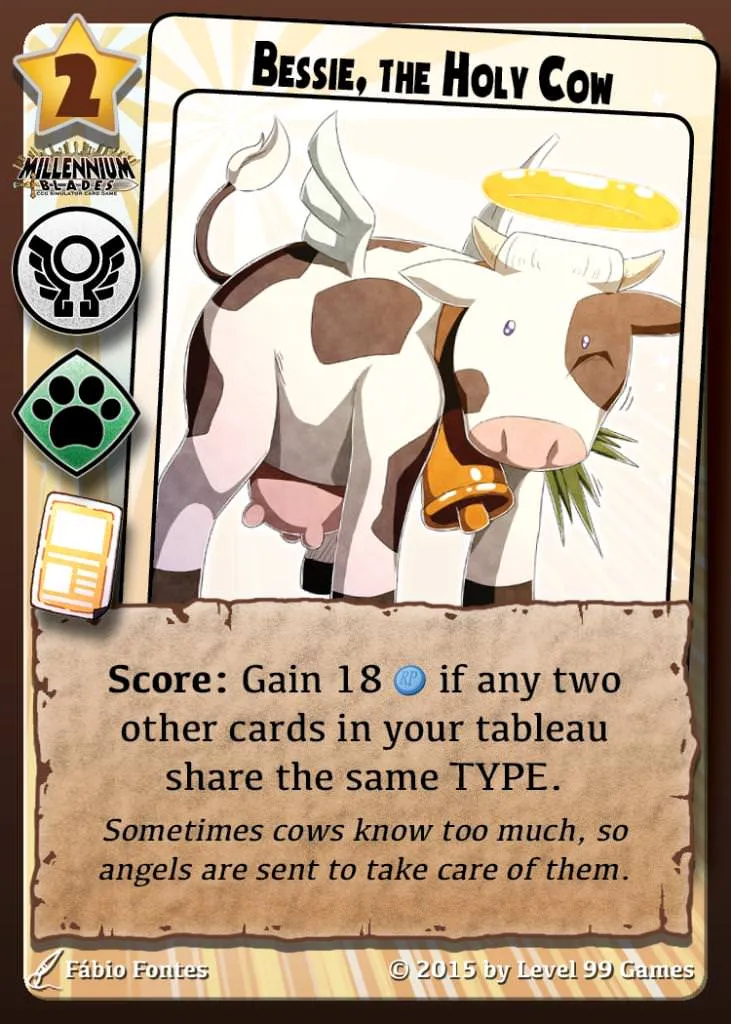 2
BESSIE, THE HOLY COW
MILLENNIUM
BLADES
CCG SIMULATOR CARD GAME
Score: Gain 18 RP if any two
other cards in your tableau
share the same TYPE.
Sometimes cows know too much, so
angels are sent to take care of them.
Fábio Fontes
© 2015 by Level 99 Games